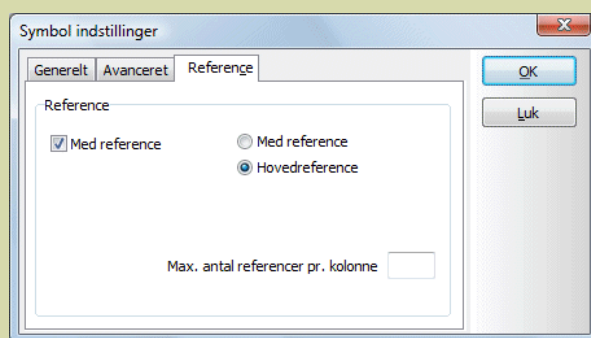 Symbol indstillinger
Generelt Avanceret Reference
OK
Luk
Reference
Med reference
Med reference
Hovedreference
Max. antal referencer pr. kolonne